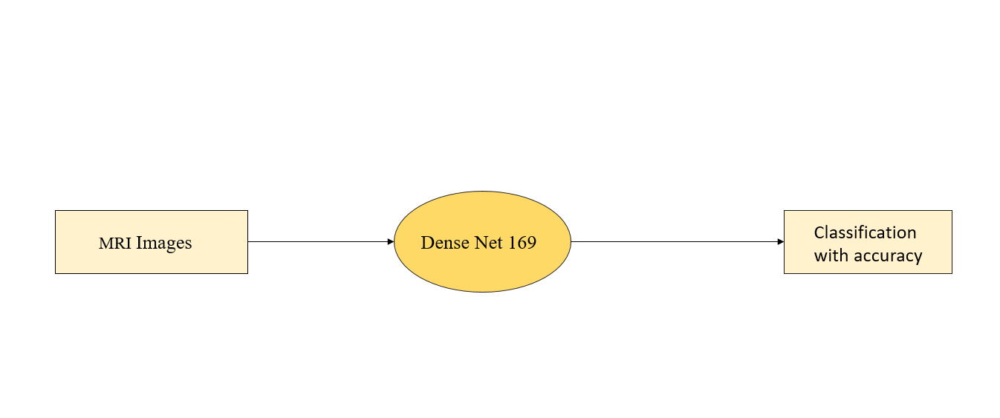 MRI Images
Dense Net 169
Classification
with accuracy